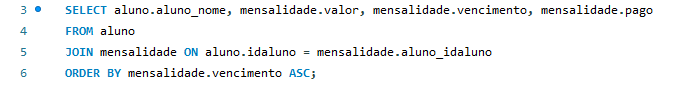 3 SELECT aluno.aluno_nome, mensalidade.valor, mensalidade.vencimento, mensalidade.pago
4 FROM aluno
5 JOIN mensalidade ON aluno.idaluno = mensalidade.aluno_idaluno
6 ORDER BY mensalidade.vencimento ASC;